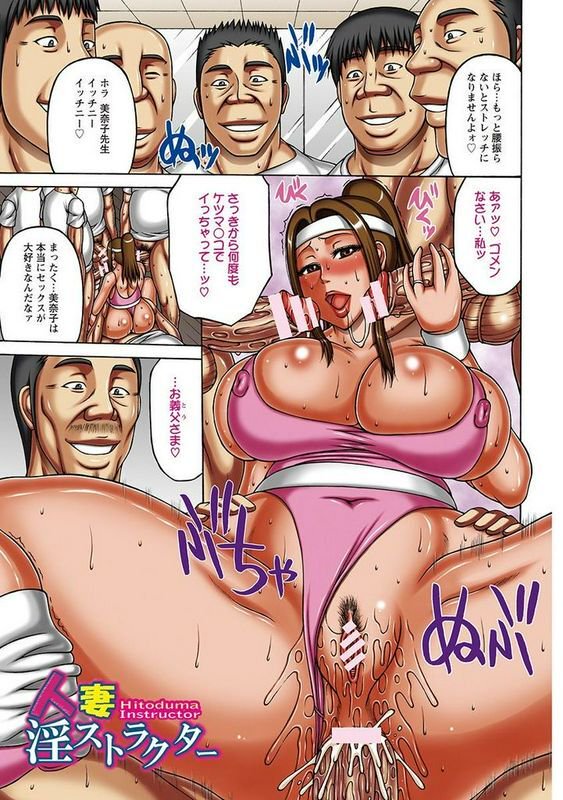 ほら…もっと腰振ら
ないとストレッチに
なりませんよォ♡
ホラ 美奈子先生
イッチニー
イッチニー♡
ぬッ
あァッ♡ ゴメン
なさい…私ッ
びくッ
びく
さっきから何度も
ケツマ〇コで
イっちゃって…ッ♡
まったく…美奈子は
本当にセックスが
大好きなんだなァ
…お義父さま♡
とう
ぶちゃ
ぬぶ
人妻
Hitoduma
Instructor
淫ストラクター